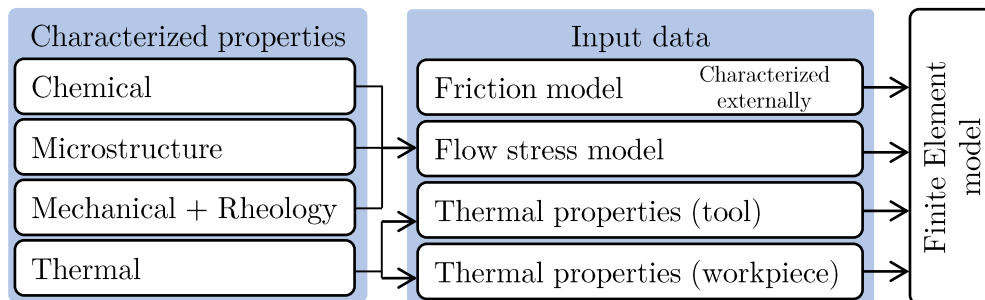 Characterized properties
Chemical
Microstructure
Mechanical + Rheology
Thermal
Input data
Friction model
Characterized
externally
Flow stress model
Thermal properties (tool)
Thermal properties (workpiece)
Finite Element
model